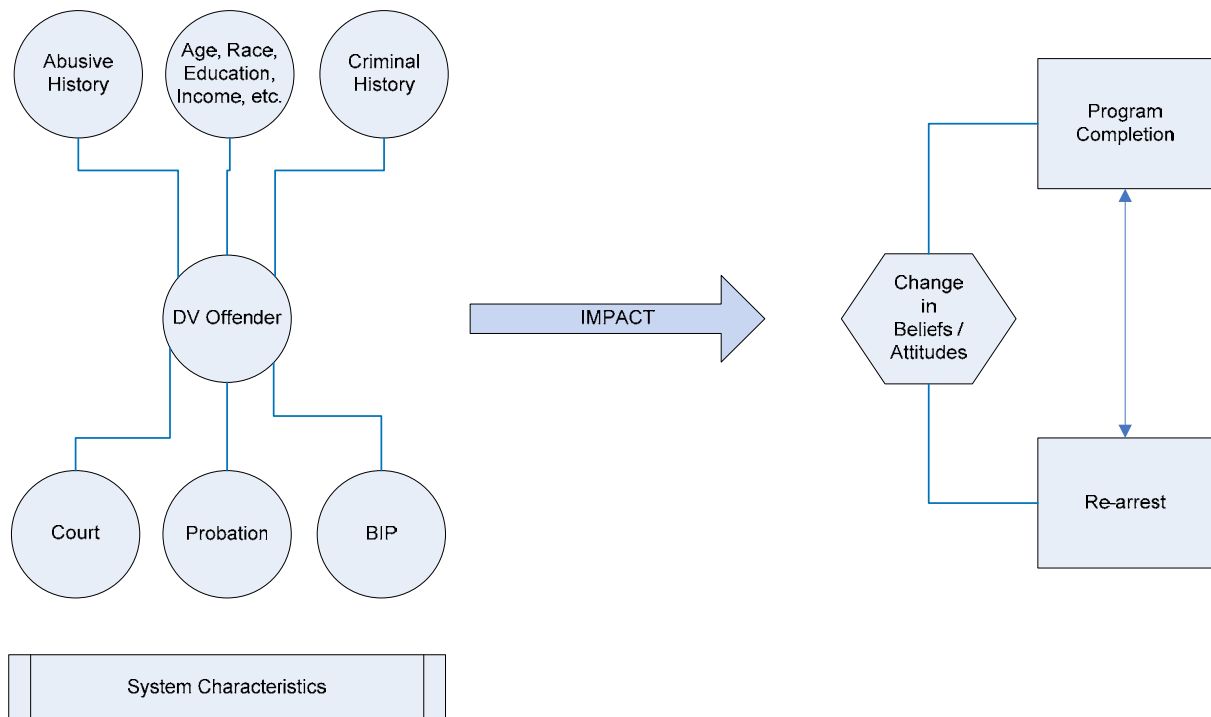 Abusive
History
Age, Race,
Education,
Income, etc.
Criminal
History
DV Offender
Court
Probation
BIP
System Characteristics
IMPACT
Change
in
Beliefs /
Attitudes
Program
Completion
Re-arrest